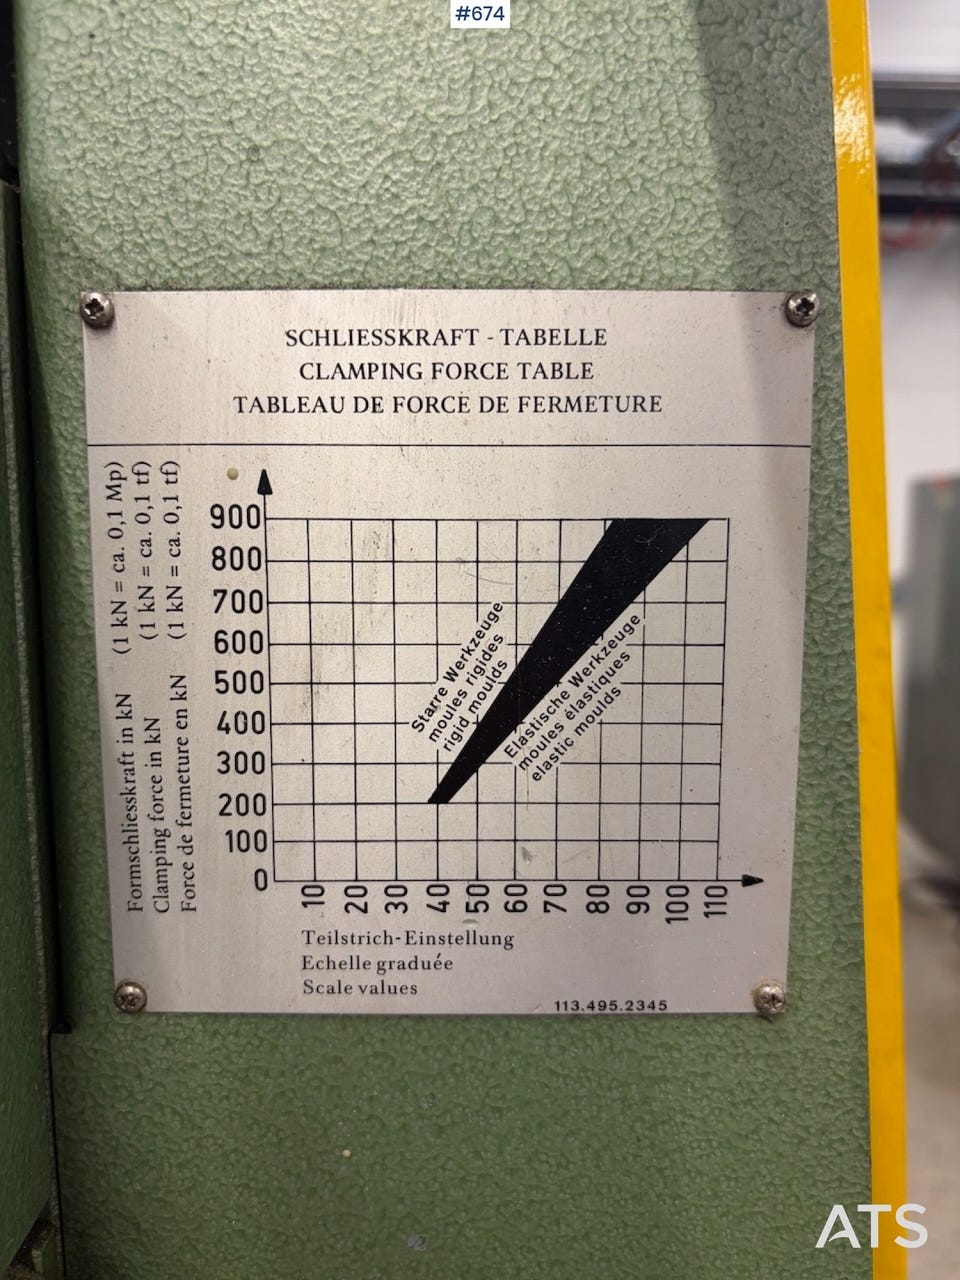 #674
SCHLIESSKRAFT - TABELLE
CLAMPING FORCE TABLE
TABLEAU DE FORCE DE FERMETURE
Formschliesskraft in kN (1 kN = ca. 0,1 Mp)
Clamping force in kN (1 kN = ca. 0,1 tf)
Force de fermeture en kN (1 kN = ca. 0,1 tf)
900
800
700
600
500
400
300
200
100
0
Starre Werkzeuge
moules rigides
rigid moulds
Elastische Werkzeuge
moules élastiques
elastic moulds
10 20 30 40 50 60 70 80 90 100 110
Teilstrich-Einstellung
Echelle graduée
Scale values
113.495.2345
ATS